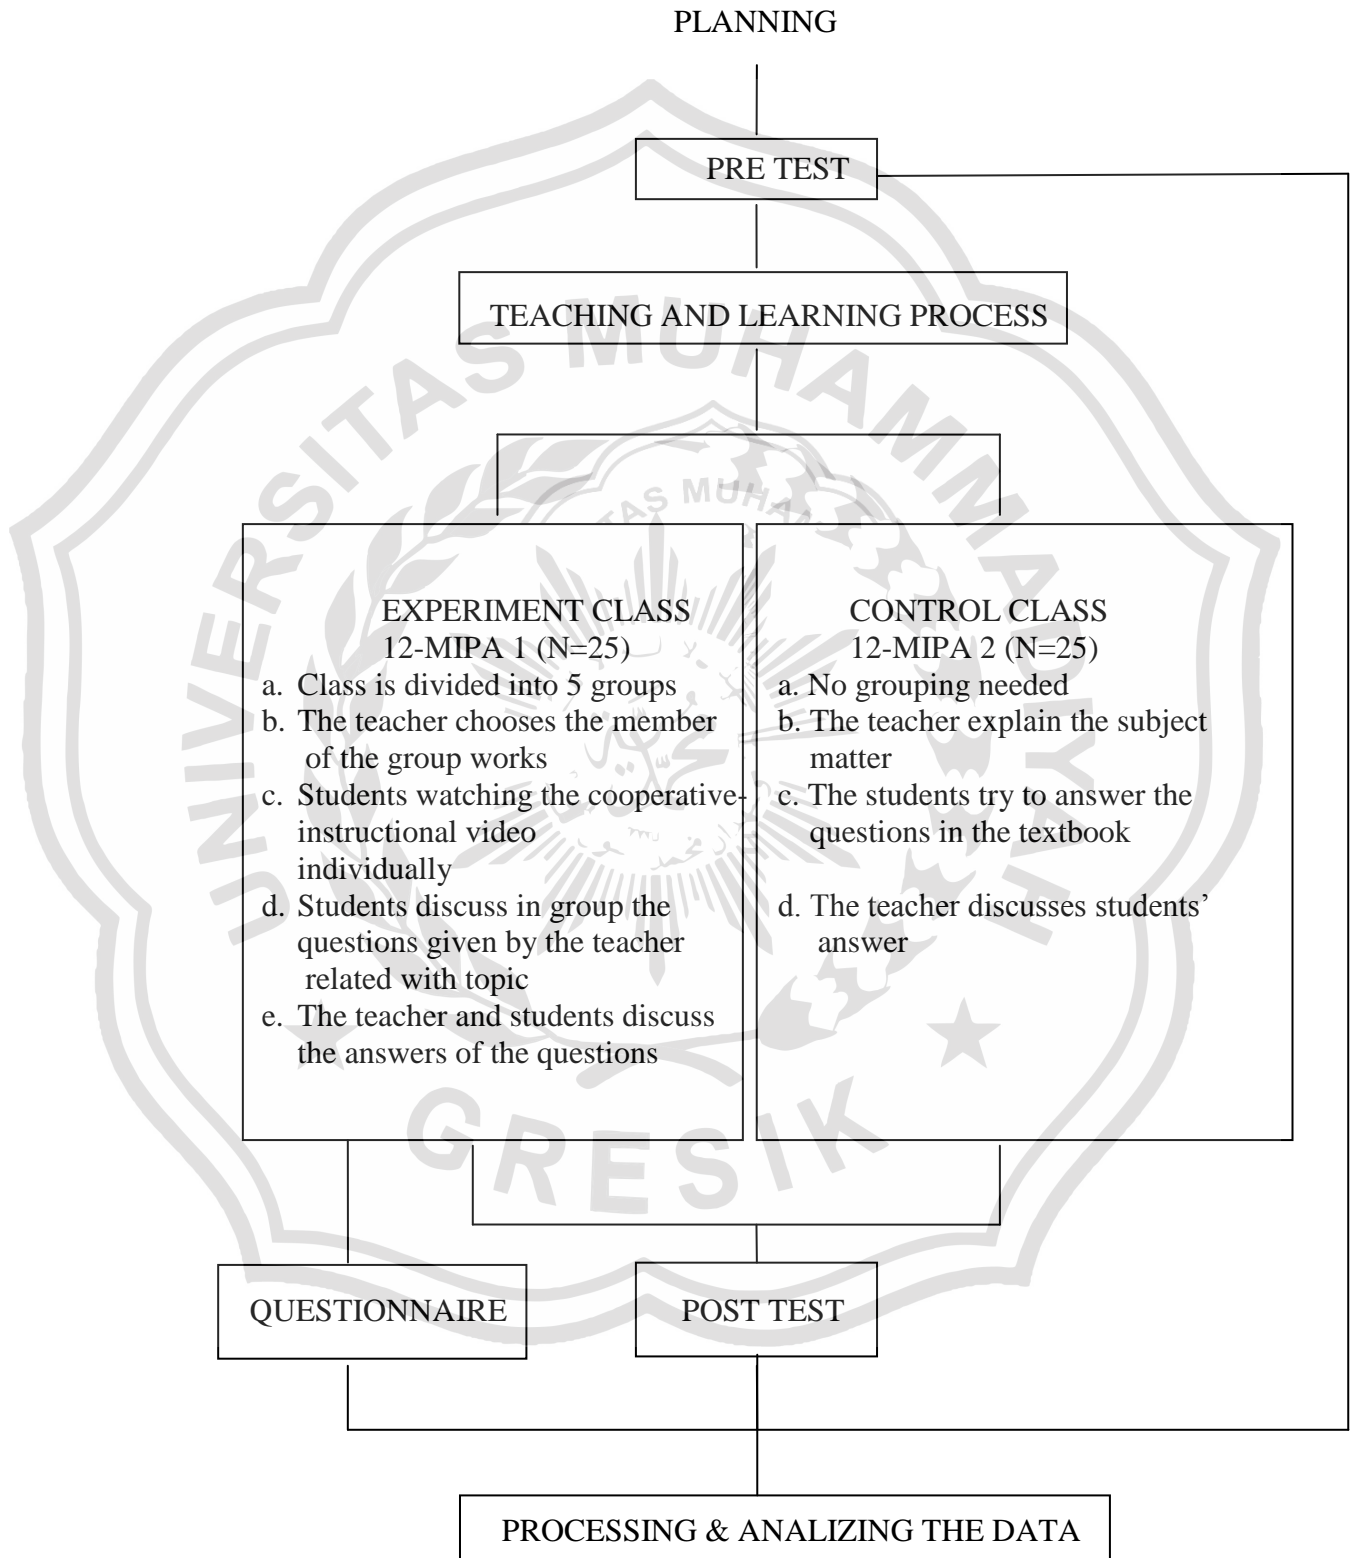 PLANNING
PRE TEST
TEACHING AND LEARNING PROCESS
EXPERIMENT CLASS
12-MIPA 1 (N=25)
a. Class is divided into 5 groups
b. The teacher chooses the member
of the group works
c. Students watching the cooperative-
instructional video
individually
d. Students discuss in group the
questions given by the teacher
related with topic
e. The teacher and students discuss
the answers of the questions
CONTROL CLASS
12-MIPA 2 (N=25)
a. No grouping needed
b. The teacher explain the subject
matter
c. The students try to answer the
questions in the textbook
d. The teacher discusses students’
answer
QUESTIONNAIRE
POST TEST
PROCESSING & ANALIZING THE DATA
UNIVERSITAS MUHAMMADIYAH
GRESIK